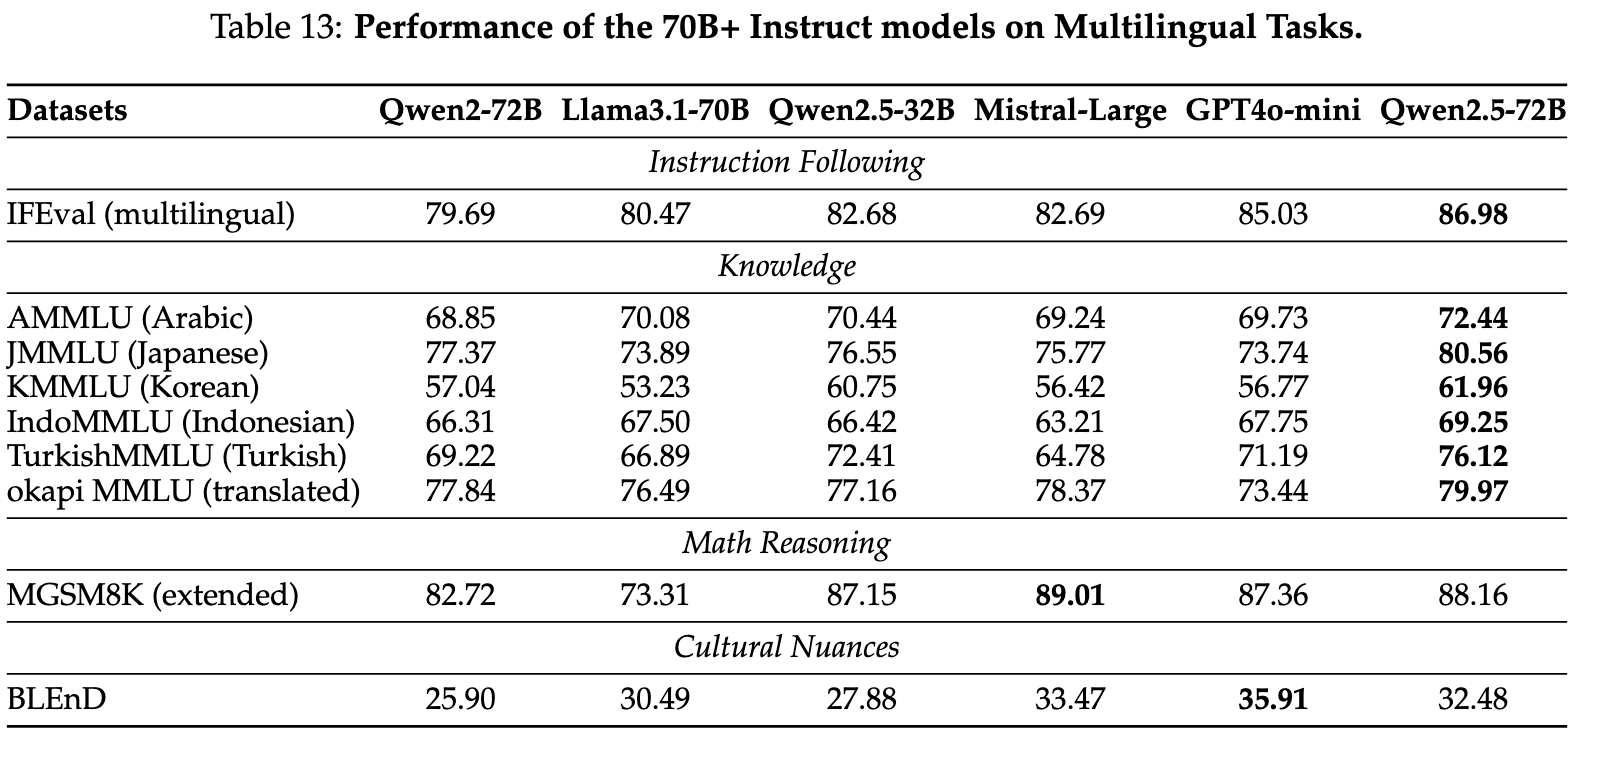 Table 13: Performance of the 70B+ Instruct models on Multilingual Tasks.
Datasets Qwen2-72B Llama3.1-70B Qwen2.5-32B Mistral-Large GPT4o-mini Qwen2.5-72B
Instruction Following
IFEval (multilingual) 79.69 80.47 82.68 82.69 85.03 86.98
Knowledge
AMMLU (Arabic) 68.85 70.08 70.44 69.24 69.73 72.44
JMMLU (Japanese) 77.37 73.89 76.55 75.77 73.74 80.56
KMMLU (Korean) 57.04 53.23 60.75 56.42 56.77 61.96
IndoMMLU (Indonesian) 66.31 67.50 66.42 63.21 67.75 69.25
TurkishMMLU (Turkish) 69.22 66.89 72.41 64.78 71.19 76.12
okapi MMLU (translated) 77.84 76.49 77.16 78.37 73.44 79.97
Math Reasoning
MGSM8K (extended) 82.72 73.31 87.15 89.01 87.36 88.16
Cultural Nuances
BLEnD 25.90 30.49 27.88 33.47 35.91 32.48